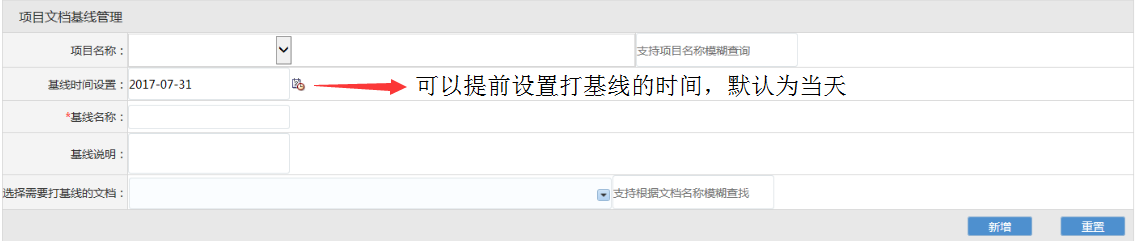 项目文档基线管理
项目名称： 支持项目名称模糊查询
基线时间设置： 2017-07-31 可以提前设置打基线的时间，默认为当天
*基线名称：
基线说明：
选择需要打基线的文档： 支持根据文档名称模糊查找
新增 重置